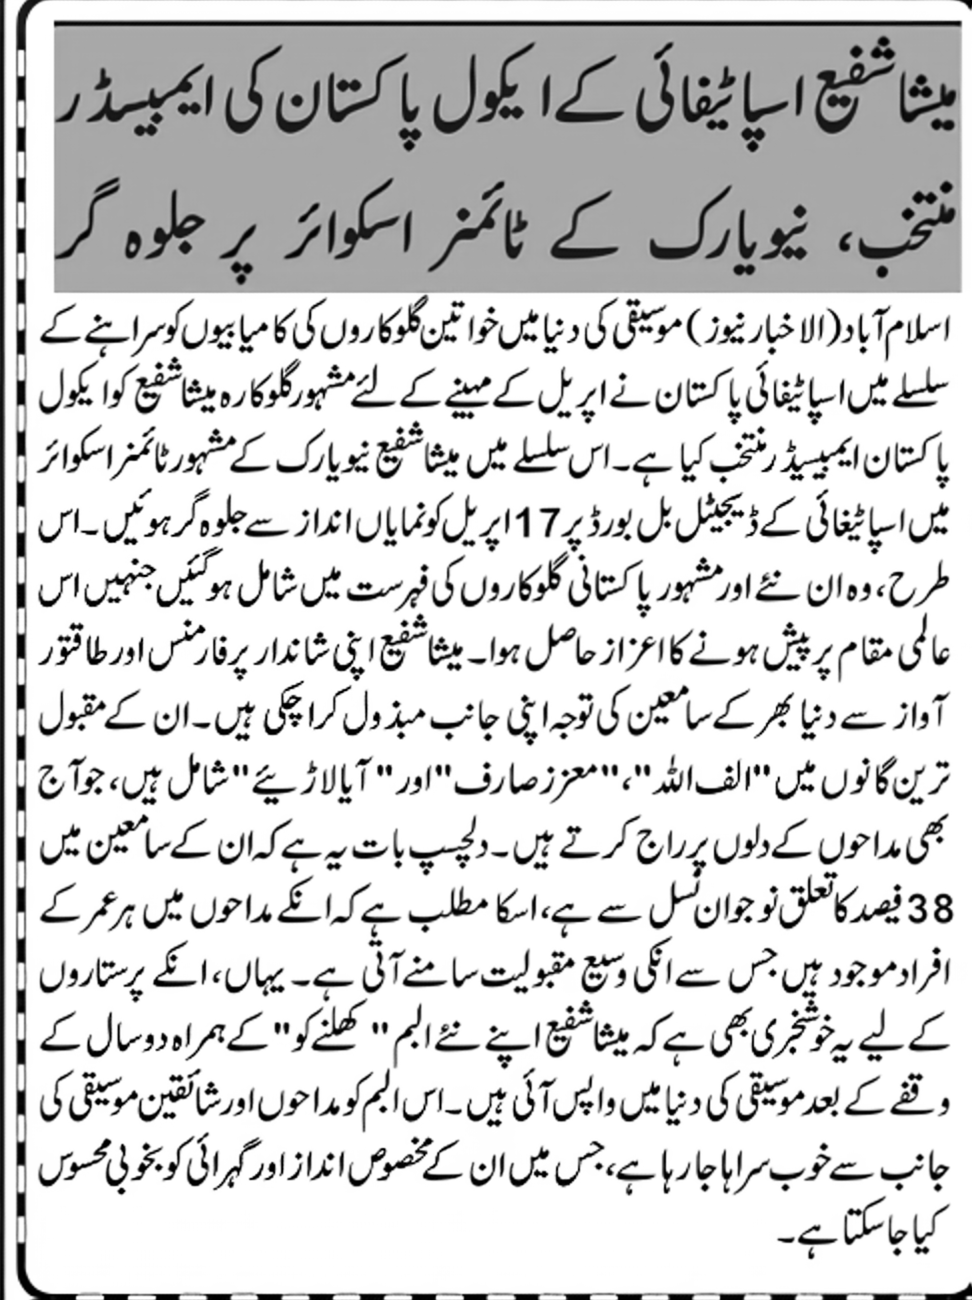 میشا شفیع اسپاٹیفائی کے ایکول پاکستان کی ایمبیسڈر
منتخب، نیویارک کے ٹائمنر اسکوائر پر جلوہ گر
اسلام آباد(الاخبار نیوز) موسیقی کی دنیا میں خواتین گلوکاروں کی کامیابیوں کو سراہنے کے
سلسلے میں اسپاٹیفائی پاکستان نے اپریل کے مہینے کے لئے مشہور گلوکارہ میشا شفیع کو ایکول
پاکستان ایمبیسیڈر منتخب کیا ہے۔ اس سلسلے میں میشا شفیع نیویارک کے مشہور ٹائمنر اسکوائر
میں اسپاٹیغائی کے ڈیجیٹل بل بورڈ پر 17 اپریل کو نمایاں انداز سے جلوہ گر ہوئیں۔ اس
طرح، وہ ان نئے اور مشہور پاکستانی گلوکاروں کی فہرست میں شامل ہوگئیں جنہیں اس
عالمی مقام پر پیش ہونے کا اعزاز حاصل ہوا۔ میشا شفیع اپنی شاندار پرفارمنس اور طاقتور
آواز سے دنیا بھر کے سامعین کی توجہ اپنی جانب مبذول کراچکی ہیں۔ ان کے مقبول
ترین گانوں میں "الف اللہ"، "معزز صارف" اور "آیا لاڑیئے" شامل ہیں، جو آج
بھی مداحوں کے دلوں پر راج کرتے ہیں۔ دلچسپ بات یہ ہے کہ ان کے سامعین میں
38 فیصد کا تعلق نوجوان نسل سے ہے، اسکا مطلب ہے کہ انکے مداحوں میں ہر عمر کے
افراد موجود ہیں جس سے انکی وسیع مقبولیت سامنے آتی ہے۔ یہاں، انکے پرستاروں
کے لیے یہ خوشخبری بھی ہے کہ میشا شفیع اپنے نئے البم "کھلنے کو" کے ہمراہ دو سال کے
وقفے کے بعد موسیقی کی دنیا میں واپس آئی ہیں۔ اس البم کو مداحوں اور شائقین موسیقی کی
جانب سے خوب سراہا جارہا ہے، جس میں ان کے مخصوص انداز اور گہرائی کو بخوبی محسوس
کیا جاسکتا ہے۔